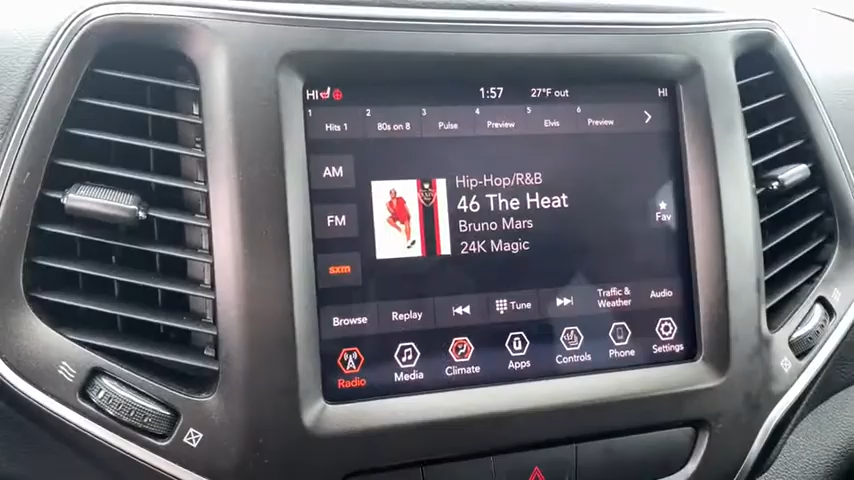 HI 1:57 27°F out HI
1 2 3 4 5 6
Hits 1 80s on 8 Pulse Preview Elvis Preview
AM
FM
sxm
Hip-Hop/R&B
46 The Heat
Bruno Mars
24K Magic
Fav
Browse Replay Tune Traffic & Weather Audio
Radio Media Climate Apps Controls Phone Settings